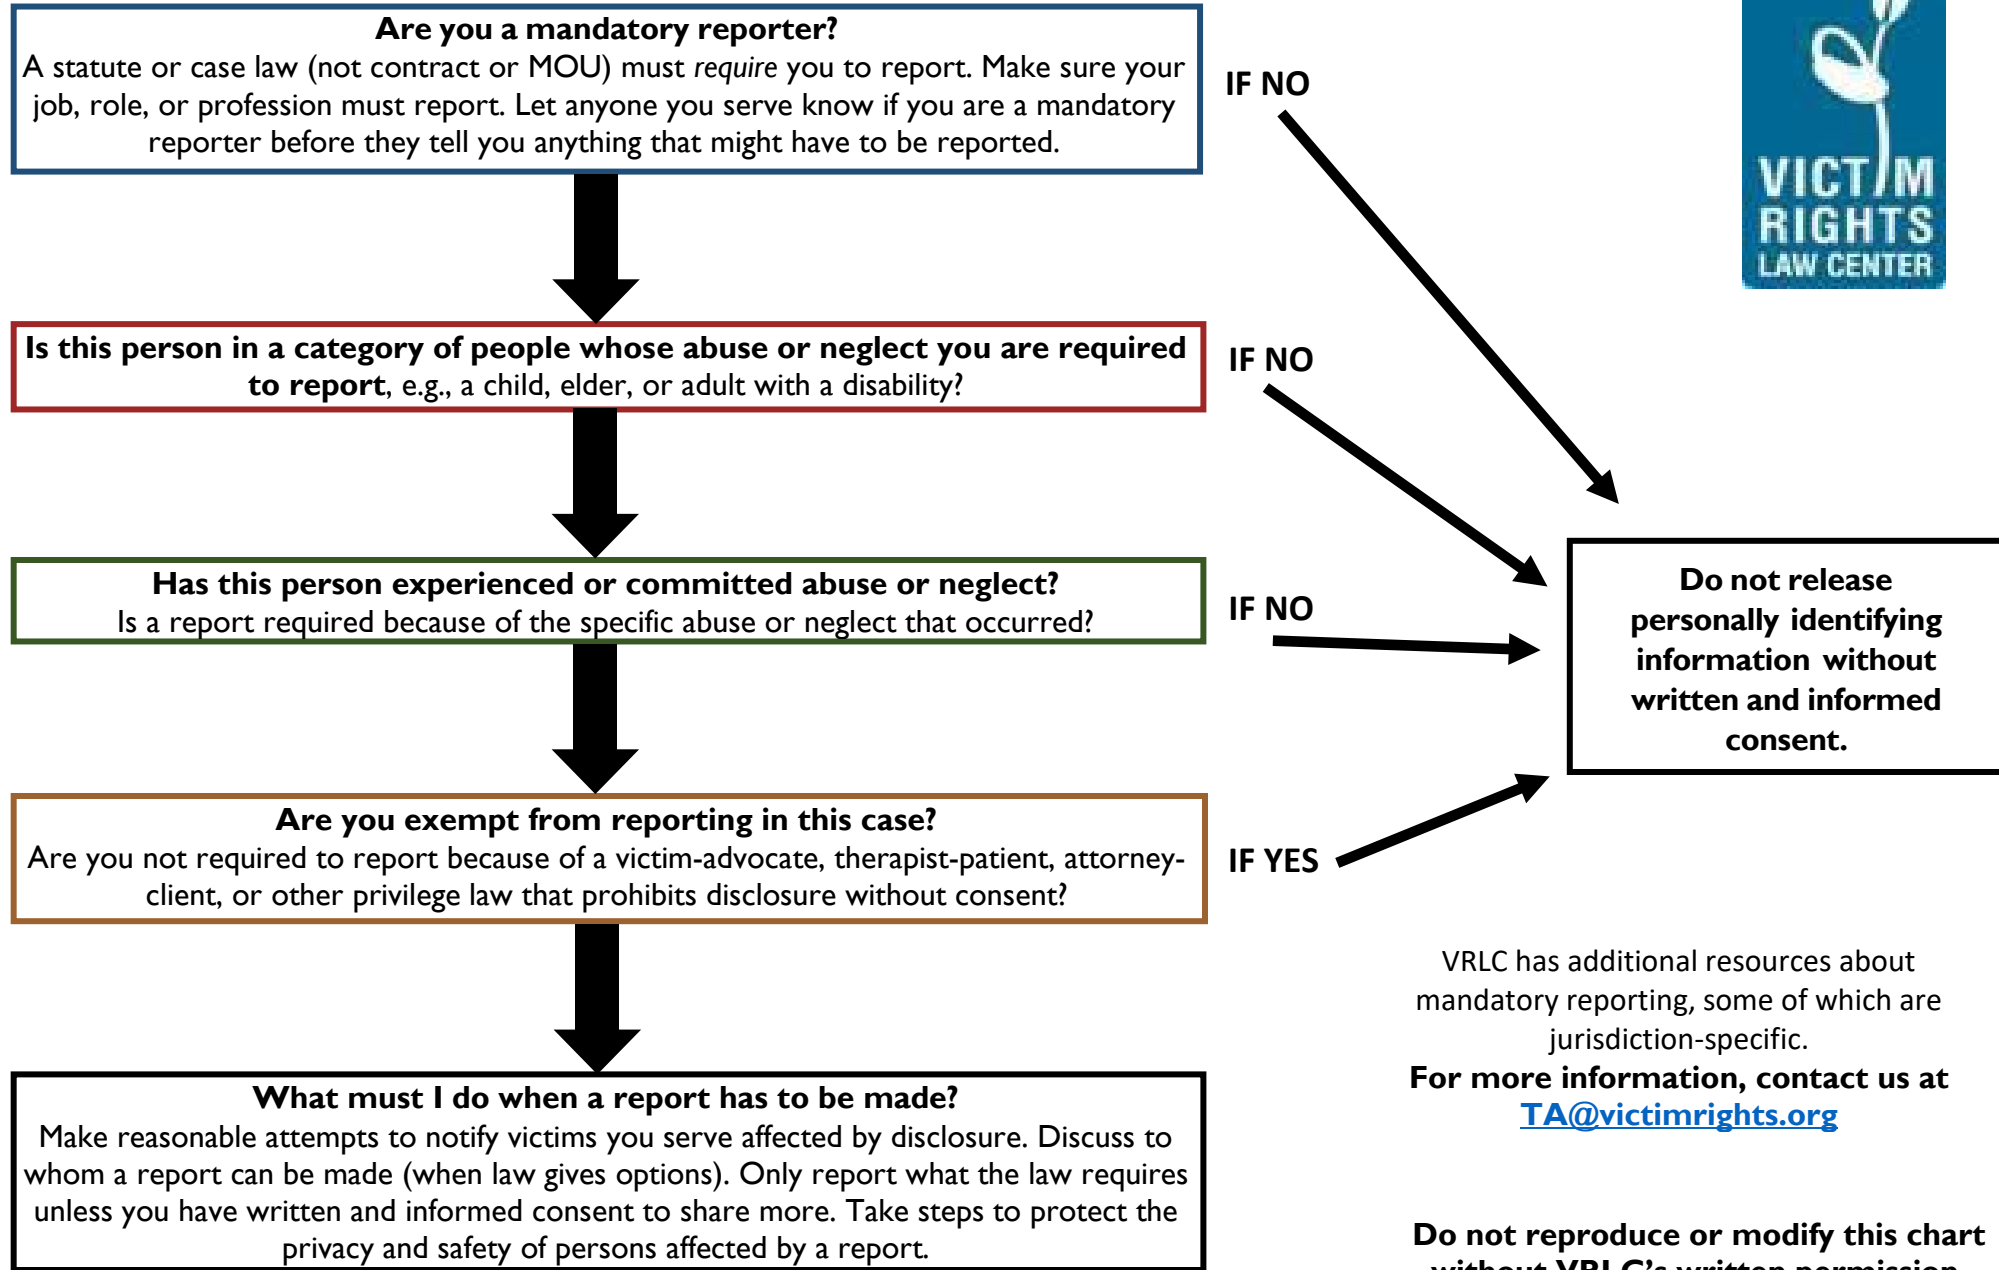 Are you a mandatory reporter?
A statute or case law (not contract or MOU) must require you to report. Make sure your
job, role, or profession must report. Let anyone you serve know if you are a mandatory
reporter before they tell you anything that might have to be reported.
IF NO
VICTIM
RIGHTS
LAW CENTER
Is this person in a category of people whose abuse or neglect you are required
to report, e.g., a child, elder, or adult with a disability?
IF NO
Has this person experienced or committed abuse or neglect?
Is a report required because of the specific abuse or neglect that occurred?
IF NO
Do not release
personally identifying
information without
written and informed
consent.
Are you exempt from reporting in this case?
Are you not required to report because of a victim-advocate, therapist-patient, attorney-
client, or other privilege law that prohibits disclosure without consent?
IF YES
What must I do when a report has to be made?
Make reasonable attempts to notify victims you serve affected by disclosure. Discuss to
whom a report can be made (when law gives options). Only report what the law requires
unless you have written and informed consent to share more. Take steps to protect the
privacy and safety of persons affected by a report.
VRLC has additional resources about
mandatory reporting, some of which are
jurisdiction-specific.
For more information, contact us at
TA@victimrights.org
Do not reproduce or modify this chart
without VRLC's written permission